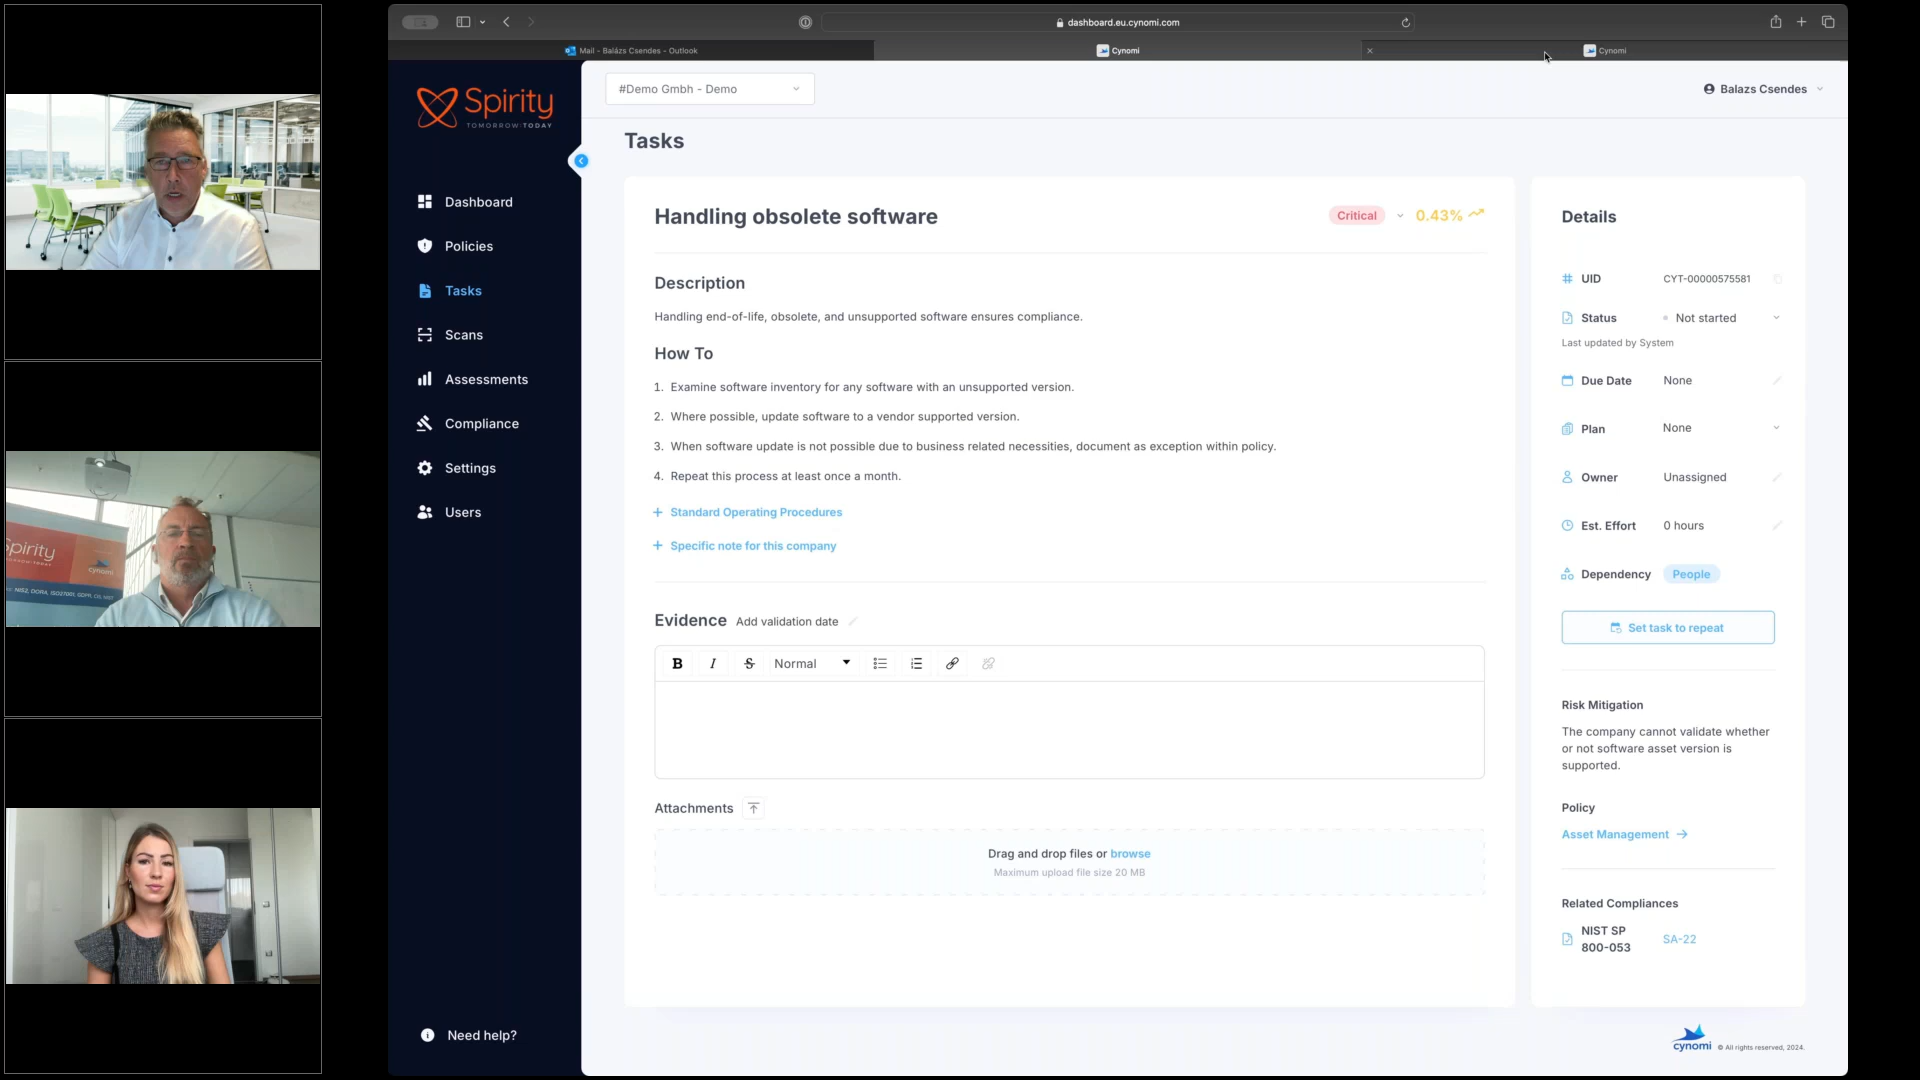 dashboard.eu.cynomi.com
Mail - Balázs Csendes - Outlook
Cynomi
Cynomi
Spirity
TOMORROW:TODAY
#Demo Gmbh - Demo
Balazs Csendes
Dashboard
Policies
Tasks
Scans
Assessments
Compliance
Settings
Users
Need help?
Tasks
Handling obsolete software
Critical
0.43%
Description
Handling end-of-life, obsolete, and unsupported software ensures compliance.
How To
1. Examine software inventory for any software with an unsupported version.
2. Where possible, update software to a vendor supported version.
3. When software update is not possible due to business related necessities, document as exception within policy.
4. Repeat this process at least once a month.
+ Standard Operating Procedures
+ Specific note for this company
Evidence Add validation date
B I S Normal
Attachments
Drag and drop files or browse
Maximum upload file size 20 MB
Details
UID CYT-00000575581
Status Not started
Last updated by System
Due Date None
Plan None
Owner Unassigned
Est. Effort 0 hours
Dependency People
Set task to repeat
Risk Mitigation
The company cannot validate whether
or not software asset version is
supported.
Policy
Asset Management
Related Compliances
NIST SP
800-053
SA-22
cynomi © All rights reserved, 2024.
Spirity
cynomi
NIS2, DORA, ISO27001, GDPR, CIS, NIST